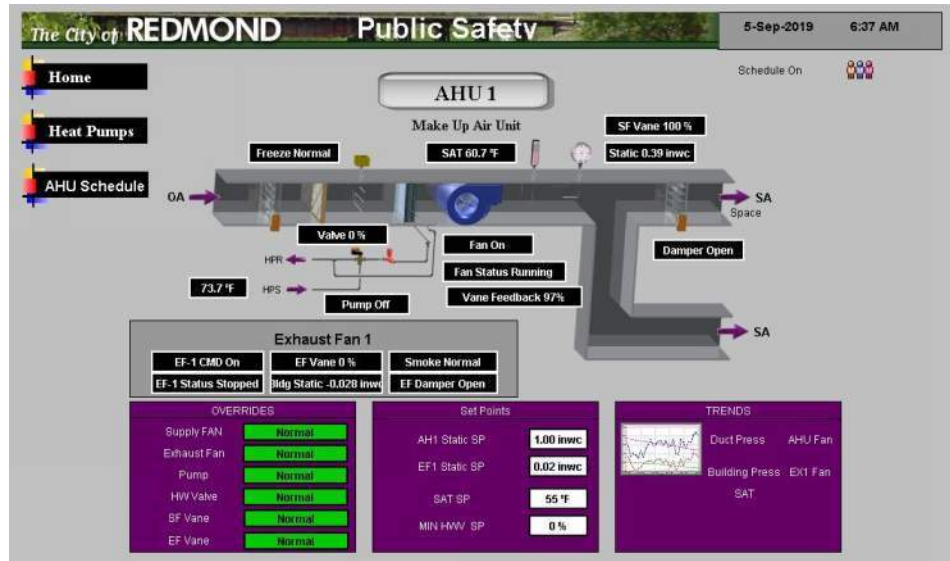 The City of REDMOND Public Safety 5-Sep-2019 6:37 AM
Schedule On
Home
Heat Pumps
AHU Schedule
AHU 1
Make Up Air Unit
SF Vane 100 %
Freeze Normal
SAT 60.7 °F
Static 0.39 inwc
OA
SA
Space
Valve 0 %
Fan On
Damper Open
HPR
Fan Status Running
73.7 °F
HPS
Vane Feedback 97%
Pump Off
SA
Exhaust Fan 1
EF-1 CMD On
EF Vane 0 %
Smoke Normal
EF-1 Status Stopped
Bldg Static -0.028 inwc
EF Damper Open
OVERRIDES
Supply FAN Normal
Exhaust Fan Normal
Pump Normal
HW Valve Normal
SF Vane Normal
EF Vane Normal
Set Points
AH1 Static SP 1.00 inwc
EF1 Static SP 0.02 inwc
SAT SP 55 °F
MIN HWV SP 0 %
TRENDS
Duct Press AHU Fan
Building Press EX1 Fan
SAT